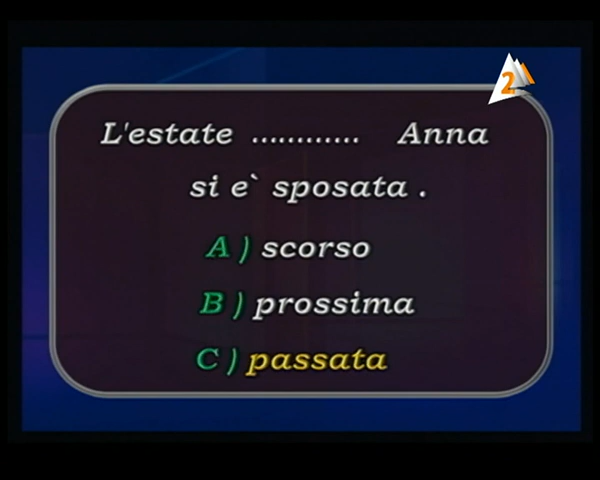 2
L'estate ............ Anna
si e` sposata .
A ) scorso
B ) prossima
C ) passata